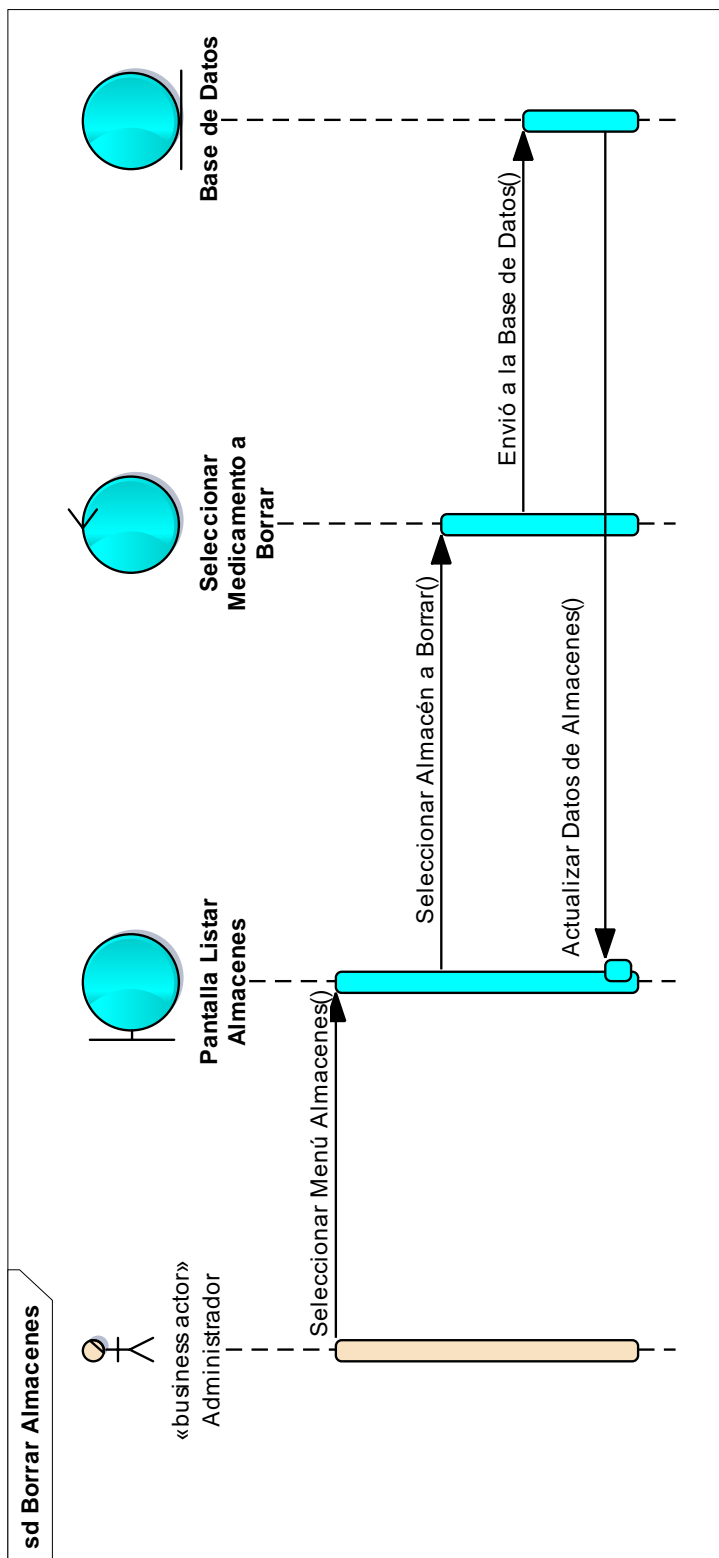 sd Borrar Almacenes
«business actor»
Administrador
Pantalla Listar
Almacenes
Seleccionar
Medicamento a
Borrar
Base de Datos
Seleccionar Menú Almacenes()
Seleccionar Almacén a Borrar()
Envió a la Base de Datos()
Actualizar Datos de Almacenes()